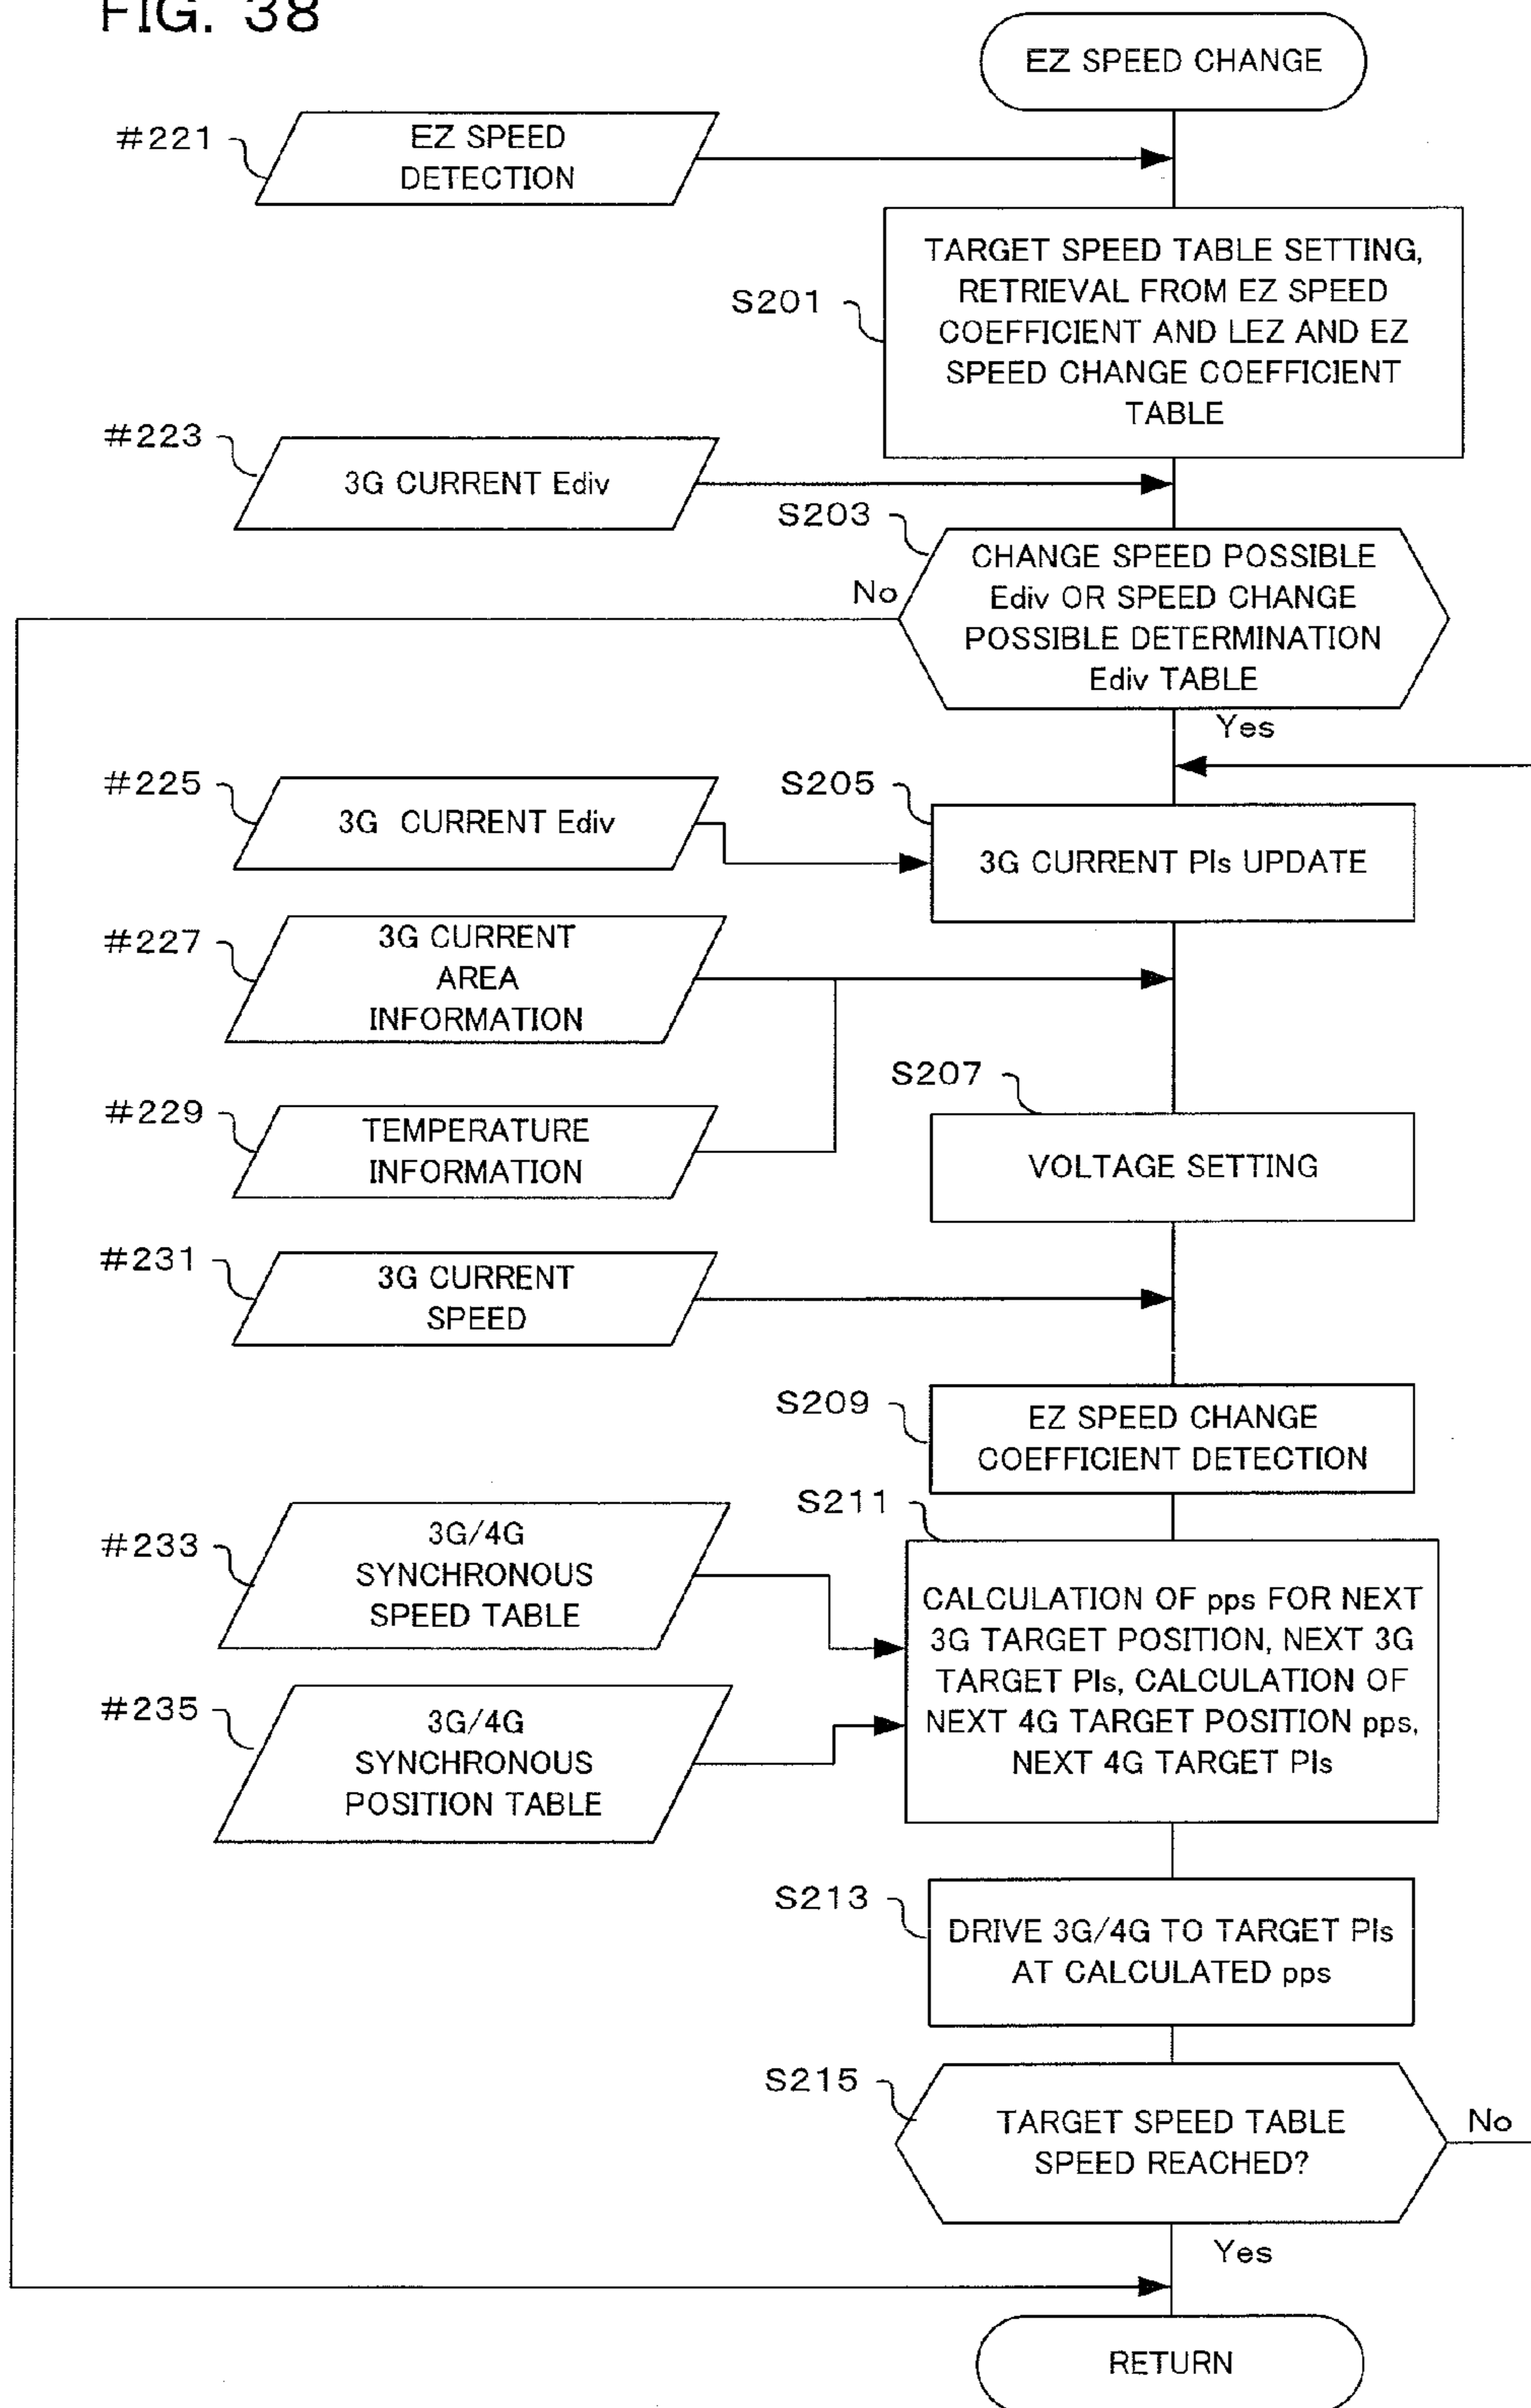 FIG. 38
EZ SPEED CHANGE
#221
EZ SPEED
DETECTION
S201
TARGET SPEED TABLE SETTING,
RETRIEVAL FROM EZ SPEED
COEFFICIENT AND LEZ AND EZ
SPEED CHANGE COEFFICIENT
TABLE
#223
3G CURRENT Ediv
S203
CHANGE SPEED POSSIBLE
Ediv OR SPEED CHANGE
POSSIBLE DETERMINATION
Ediv TABLE
No
Yes
#225
3G CURRENT Ediv
S205
3G CURRENT PIs UPDATE
#227
3G CURRENT
AREA
INFORMATION
#229
TEMPERATURE
INFORMATION
S207
VOLTAGE SETTING
#231
3G CURRENT
SPEED
S209
EZ SPEED CHANGE
COEFFICIENT DETECTION
#233
3G/4G
SYNCHRONOUS
SPEED TABLE
S211
CALCULATION OF pps FOR NEXT
3G TARGET POSITION, NEXT 3G
TARGET PIs, CALCULATION OF
NEXT 4G TARGET POSITION pps,
NEXT 4G TARGET PIs
#235
3G/4G
SYNCHRONOUS
POSITION TABLE
S213
DRIVE 3G/4G TO TARGET PIs
AT CALCULATED pps
S215
TARGET SPEED TABLE
SPEED REACHED?
No
Yes
RETURN